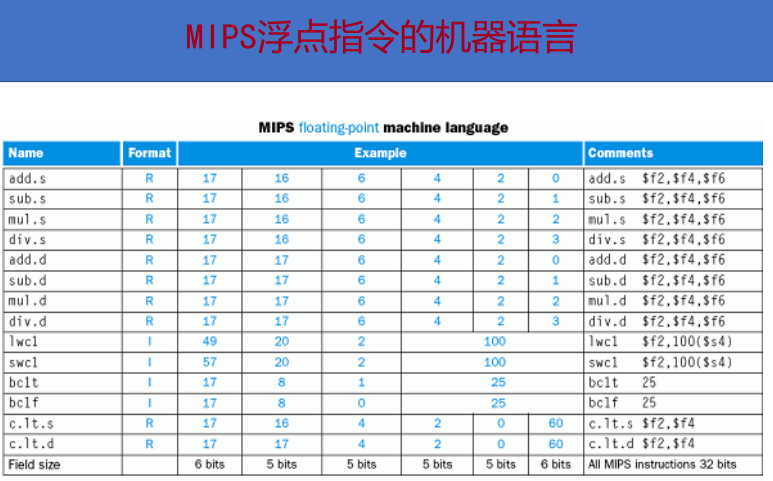 MIPS浮点指令的机器语言
MIPS floating-point machine language
Name Format Example Comments
add.s R 17 16 6 4 2 0 add.s $f2,$f4,$f6
sub.s R 17 16 6 4 2 1 sub.s $f2,$f4,$f6
mul.s R 17 16 6 4 2 2 mul.s $f2,$f4,$f6
div.s R 17 16 6 4 2 3 div.s $f2,$f4,$f6
add.d R 17 17 6 4 2 0 add.d $f2,$f4,$f6
sub.d R 17 17 6 4 2 1 sub.d $f2,$f4,$f6
mul.d R 17 17 6 4 2 2 mul.d $f2,$f4,$f6
div.d R 17 17 6 4 2 3 div.d $f2,$f4,$f6
lwc1 I 49 20 2 100 lwc1 $f2,100($s4)
swc1 I 57 20 2 100 swc1 $f2,100($s4)
bc1t I 17 8 1 25 bc1t 25
bc1f I 17 8 0 25 bc1f 25
c.lt.s R 17 16 4 2 0 60 c.lt.s $f2,$f4
c.lt.d R 17 17 4 2 0 60 c.lt.d $f2,$f4
Field size 6 bits 5 bits 5 bits 5 bits 5 bits 6 bits All MIPS instructions 32 bits